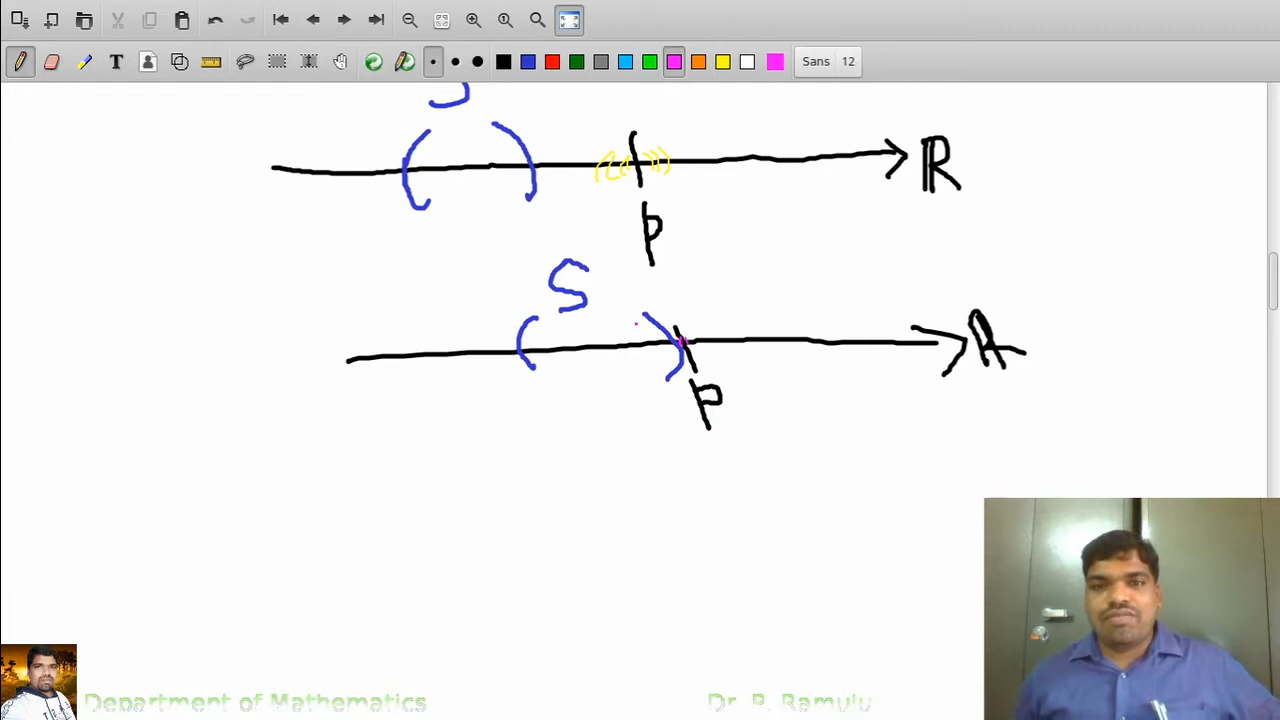 Sans 12
S
ℝ
p
S
ℝ
p
Department of Mathematics Dr. P. Ramulu